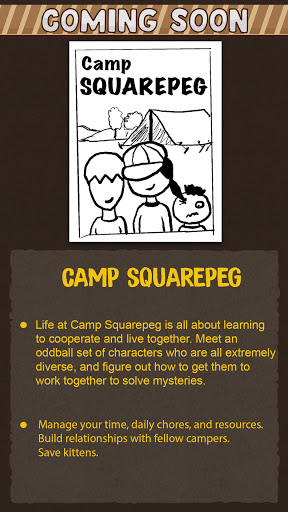 COMING SOON
Camp
SQUAREPEG
CAMP SQUAREPEG
Life at Camp Squarepeg is all about learning
to cooperate and live together. Meet an
oddball set of characters who are all extremely
diverse, and figure out how to get them to
work together to solve mysteries.
Manage your time, daily chores, and resources.
Build relationships with fellow campers.
Save kittens.